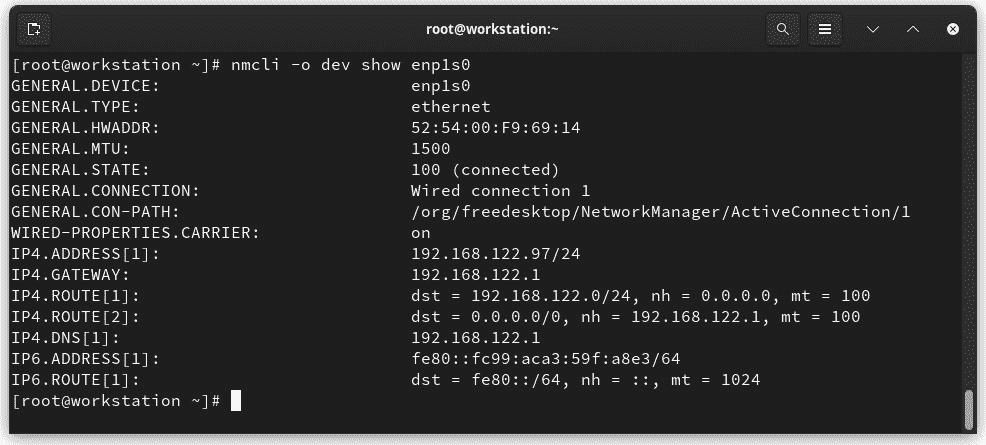 root@workstation:~
[root@workstation ~]# nmcli -o dev show enp1s0
GENERAL.DEVICE: enp1s0
GENERAL.TYPE: ethernet
GENERAL.HWADDR: 52:54:00:F9:69:14
GENERAL.MTU: 1500
GENERAL.STATE: 100 (connected)
GENERAL.CONNECTION: Wired connection 1
GENERAL.CON-PATH: /org/freedesktop/NetworkManager/ActiveConnection/1
WIRED-PROPERTIES.CARRIER: on
IP4.ADDRESS[1]: 192.168.122.97/24
IP4.GATEWAY: 192.168.122.1
IP4.ROUTE[1]: dst = 192.168.122.0/24, nh = 0.0.0.0, mt = 100
IP4.ROUTE[2]: dst = 0.0.0.0/0, nh = 192.168.122.1, mt = 100
IP4.DNS[1]: 192.168.122.1
IP6.ADDRESS[1]: fe80::fc99:aca3:59f:a8e3/64
IP6.ROUTE[1]: dst = fe80::/64, nh = ::, mt = 1024
[root@workstation ~]#